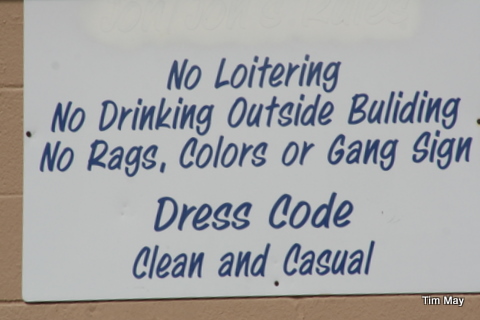 No Loitering
No Drinking Outside Buliding
No Rags, Colors or Gang Sign
Dress Code
Clean and Casual
Tim May